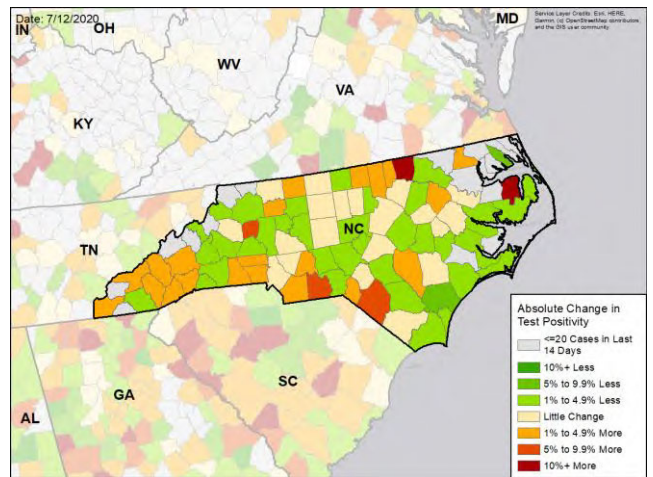 Date: 7/12/2020
Service Layer Credits: Esri, HERE,
Garmin, (c) OpenStreetMap contributors,
and the GIS user community
IN
OH
MD
WV
VA
KY
NC
TN
SC
GA
AL
Absolute Change in
Test Positivity
<=20 Cases in Last
14 Days
10%+ Less
5% to 9.9% Less
1% to 4.9% Less
Little Change
1% to 4.9% More
5% to 9.9% More
10%+ More